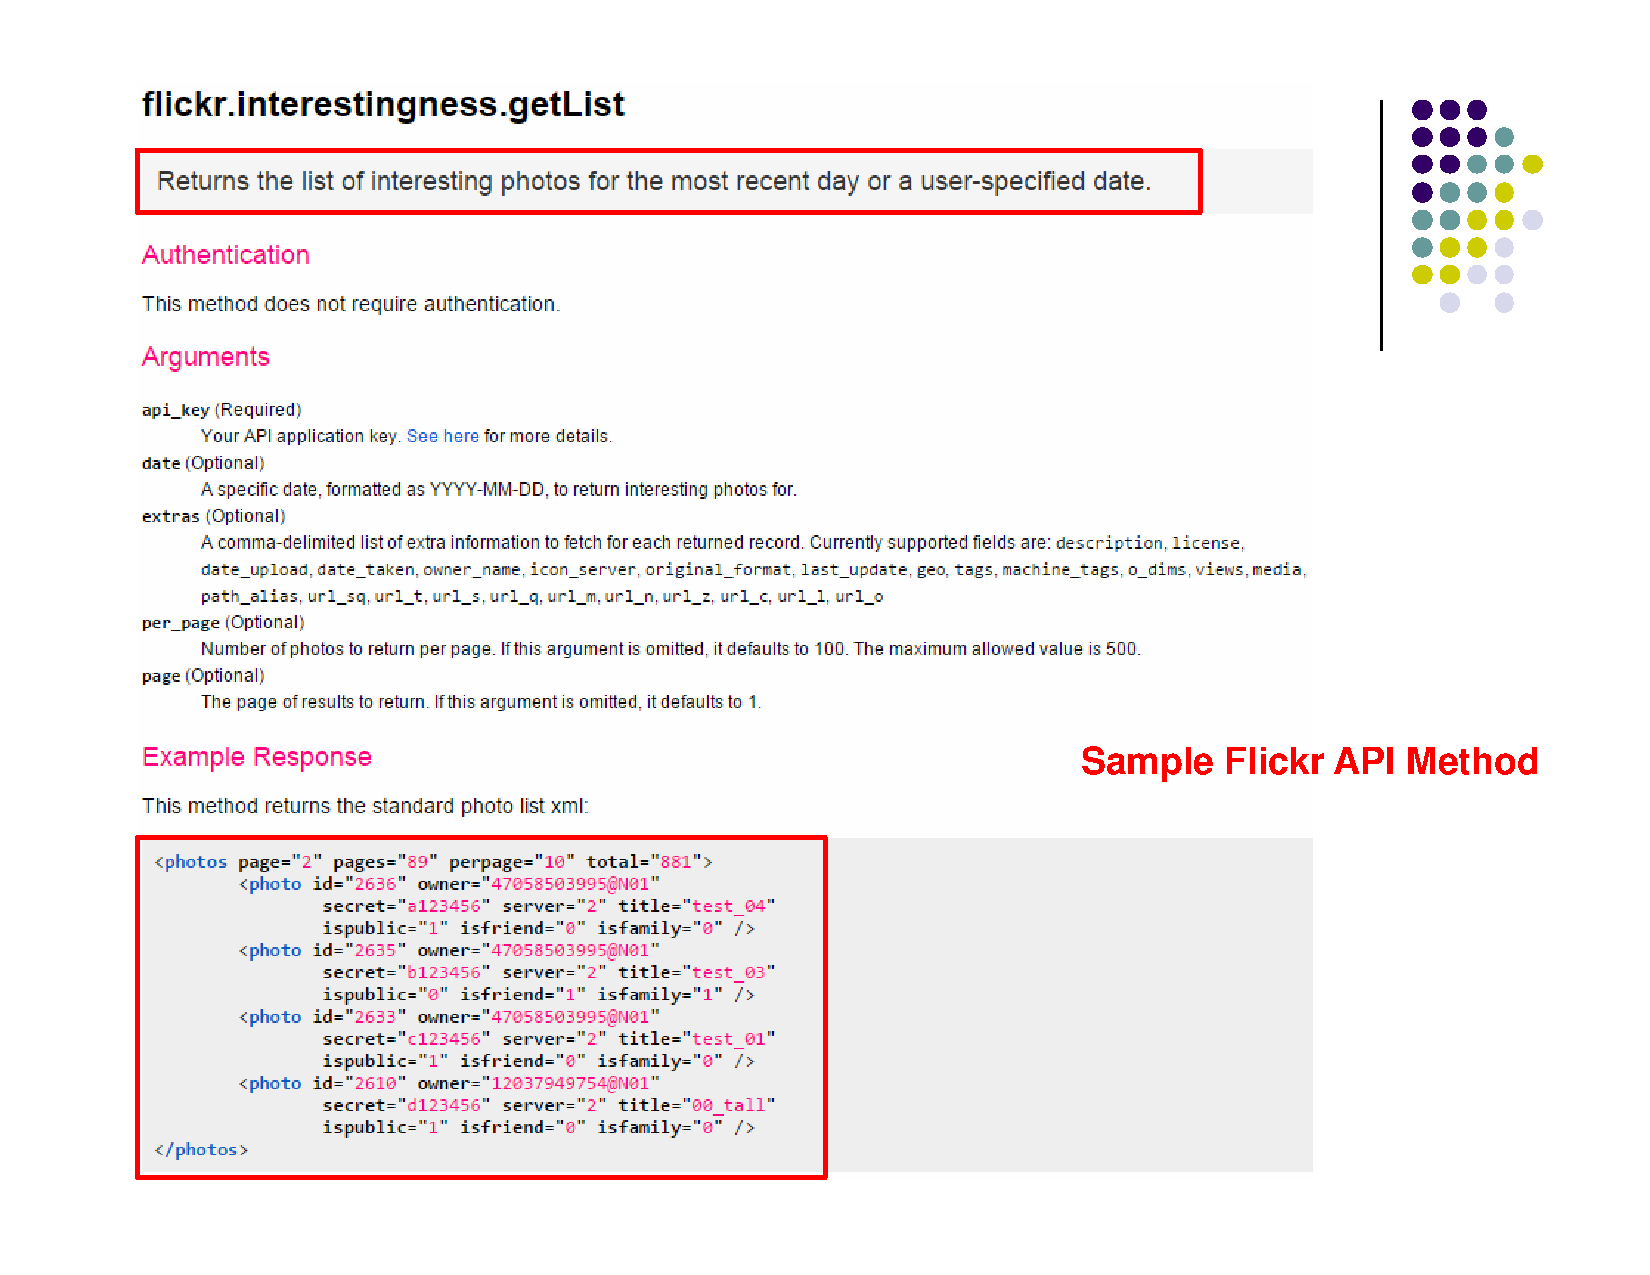 flickr.interestingness.getList
Returns the list of interesting photos for the most recent day or a user-specified date.
Authentication
This method does not require authentication.
Arguments
api_key (Required)
Your API application key. See here for more details.
date (Optional)
A specific date, formatted as YYYY-MM-DD, to return interesting photos for.
extras (Optional)
A comma-delimited list of extra information to fetch for each returned record. Currently supported fields are: description, license,
date_upload, date_taken, owner_name, icon_server, original_format, last_update, geo, tags, machine_tags, o_dims, views, media,
path_alias, url_sq, url_t, url_s, url_q, url_m, url_n, url_z, url_c, url_l, url_o
per_page (Optional)
Number of photos to return per page. If this argument is omitted, it defaults to 100. The maximum allowed value is 500.
page (Optional)
The page of results to return. If this argument is omitted, it defaults to 1.
Example Response
Sample Flickr API Method
This method returns the standard photo list xml:
<photos page="2" pages="89" perpage="10" total="881">
<photo id="2636" owner="47058503995@N01"
secret="a123456" server="2" title="test_04"
ispublic="1" isfriend="0" isfamily="0" />
<photo id="2635" owner="47058503995@N01"
secret="b123456" server="2" title="test_03"
ispublic="0" isfriend="1" isfamily="1" />
<photo id="2633" owner="47058503995@N01"
secret="c123456" server="2" title="test_01"
ispublic="1" isfriend="0" isfamily="0" />
<photo id="2610" owner="12037949754@N01"
secret="d123456" server="2" title="00_tall"
ispublic="1" isfriend="0" isfamily="0" />
</photos>